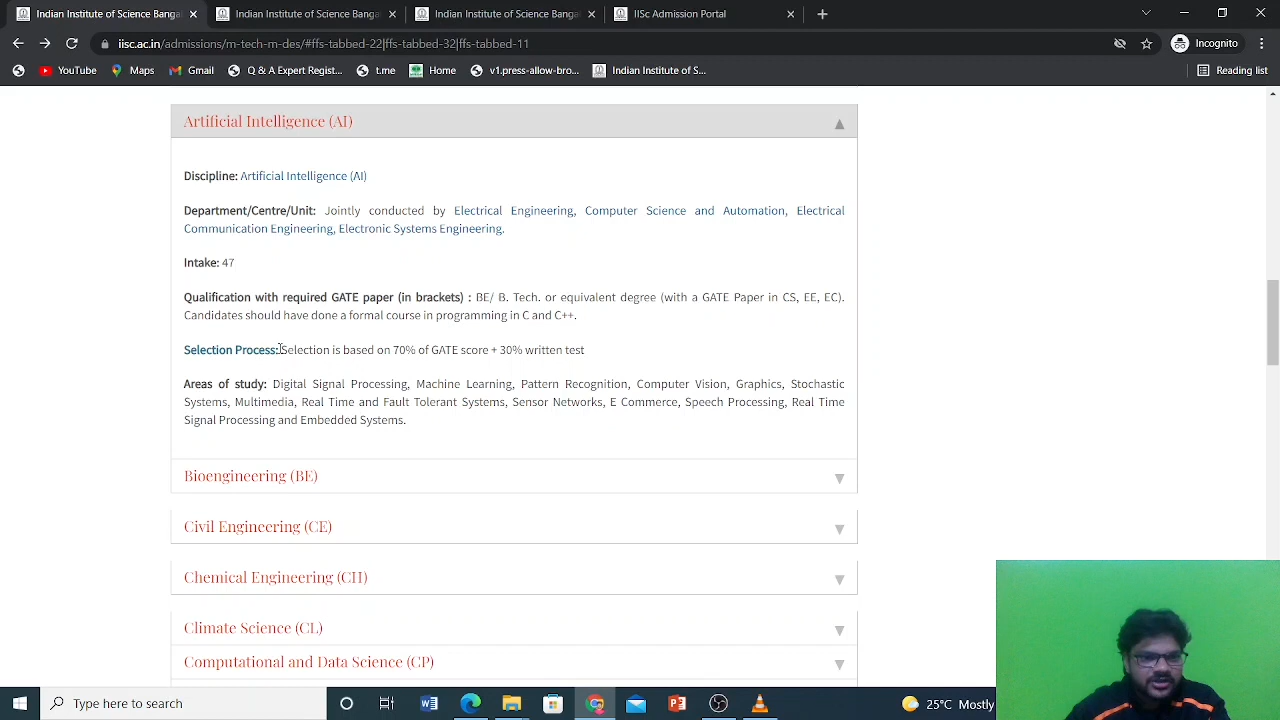 Indian Institute of Science Banga
Indian Institute of Science Banga
Indian Institute of Science Banga
IISc Admission Portal
iisc.ac.in/admissions/m-tech-m-des/#ffs-tabbed-22|ffs-tabbed-32|ffs-tabbed-11
Incognito
YouTube
Maps
Gmail
Q & A Expert Regist...
t.me
Home
v1.press-allow-bro...
Indian Institute of S...
Reading list
Artificial Intelligence (AI)
Discipline: Artificial Intelligence (AI)
Department/Centre/Unit: Jointly conducted by Electrical Engineering, Computer Science and Automation, Electrical
Communication Engineering, Electronic Systems Engineering.
Intake: 47
Qualification with required GATE paper (in brackets) : BE/ B. Tech. or equivalent degree (with a GATE Paper in CS, EE, EC).
Candidates should have done a formal course in programming in C and C++.
Selection Process: Selection is based on 70% of GATE score + 30% written test
Areas of study: Digital Signal Processing, Machine Learning, Pattern Recognition, Computer Vision, Graphics, Stochastic
Systems, Multimedia, Real Time and Fault Tolerant Systems, Sensor Networks, E Commerce, Speech Processing, Real Time
Signal Processing and Embedded Systems.
Bioengineering (BE)
Civil Engineering (CE)
Chemical Engineering (CH)
Climate Science (CL)
Computational and Data Science (CP)
Type here to search
25°C Mostly